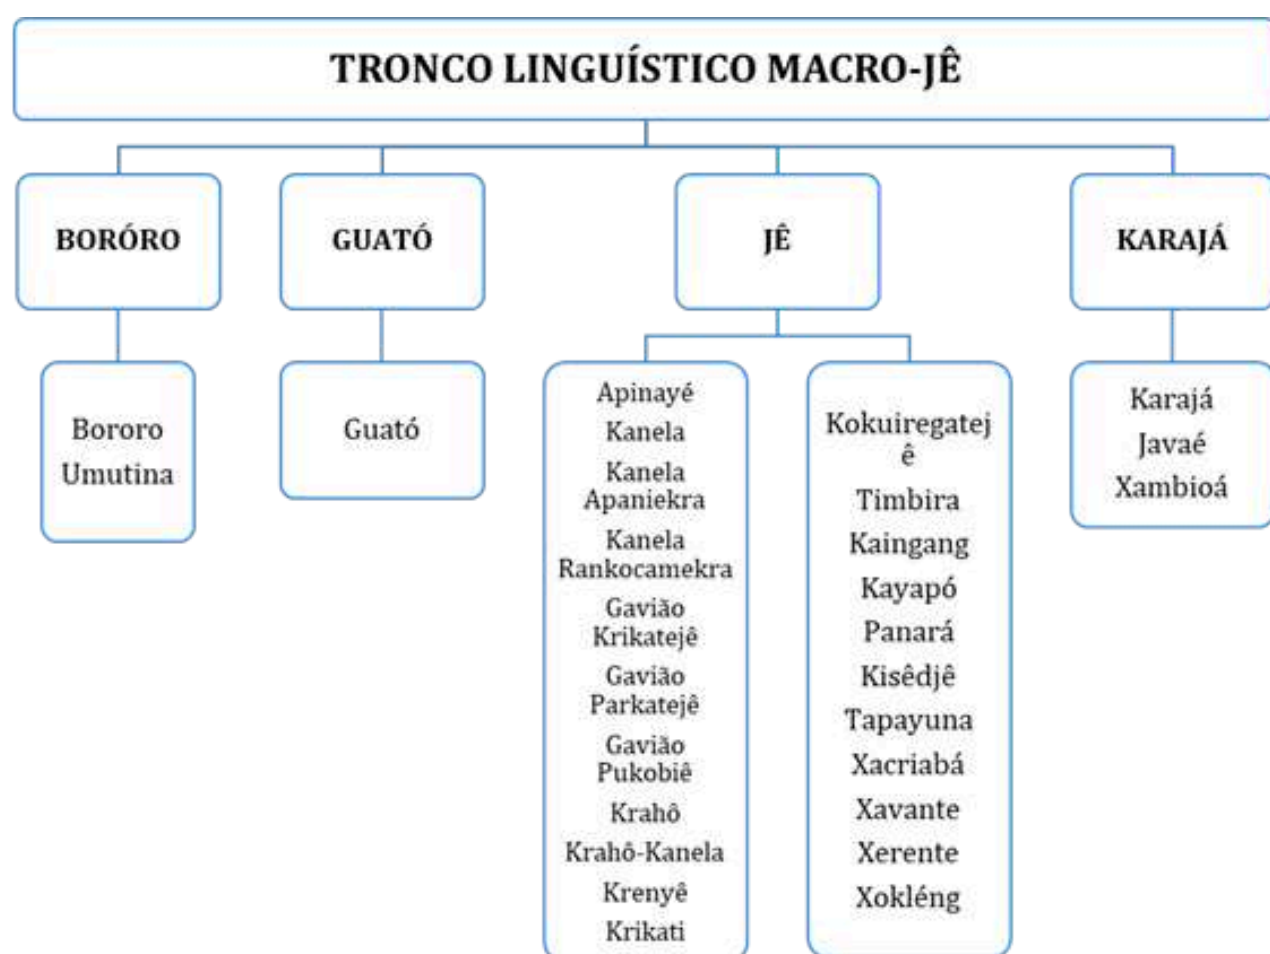 TRONCO LINGUÍSTICO MACRO-JÊ
BORÓRO
GUATÓ
JÊ
KARAJÁ
Bororo
Umutina
Guató
Apinayé
Kanela
Kanela
Apaniekra
Kanela
Rankocamekra
Gavião
Krikatejê
Gavião
Parkatejê
Gavião
Pukobiê
Krahô
Krahô-Kanela
Krenyê
Krikati
Kokuiregatej
ê
Timbira
Kaingang
Kayapó
Panará
Kisêdjê
Tapayuna
Xacriabá
Xavante
Xerente
Xokléng
Karajá
Javaé
Xambioá